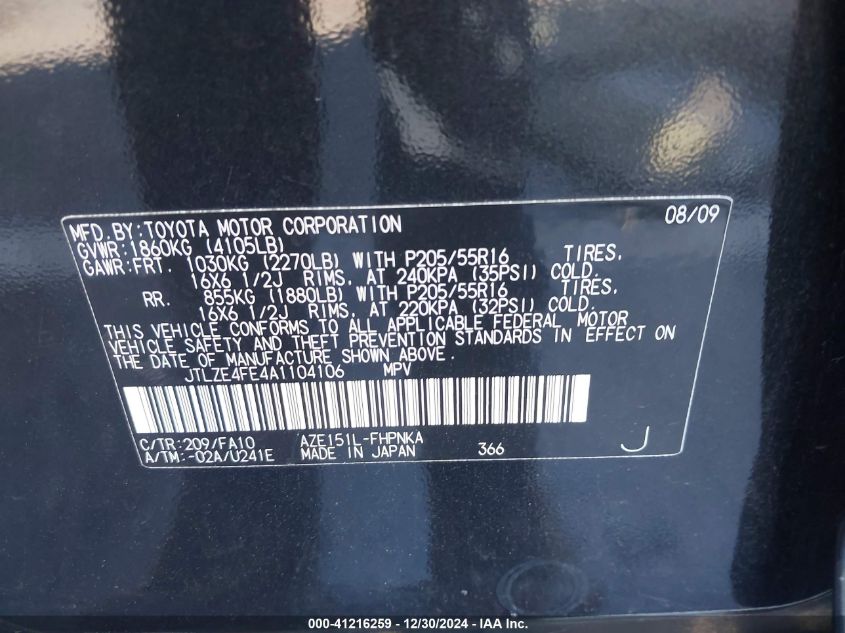 MFD.BY:TOYOTA MOTOR CORPORATION 08/09
GVWR:1860KG (4105LB)
GAWR:FRT. 1030KG (2270LB) WITH P205/55R16 TIRES,
16X6 1/2J RIMS, AT 240KPA (35PSI) COLD.
RR. 855KG (1880LB) WITH P205/55R16 TIRES,
16X6 1/2J RIMS, AT 220KPA (32PSI) COLD.
THIS VEHICLE CONFORMS TO ALL APPLICABLE FEDERAL MOTOR
VEHICLE SAFETY AND THEFT PREVENTION STANDARDS IN EFFECT ON
THE DATE OF MANUFACTURE SHOWN ABOVE.
JTLZE4FE4A1104106 MPV
C/TR:209/FA10 AZE151L-FHPNKA
A/TM:-02A/U241E MADE IN JAPAN 366 J
000-41216259 - 12/30/2024 - IAA Inc.